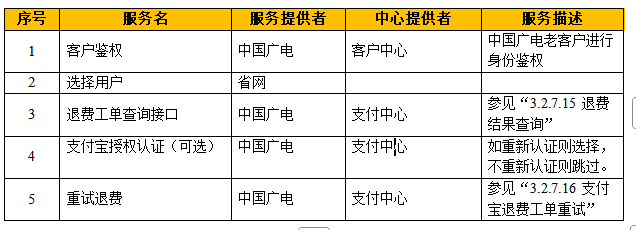 序号 服务名 服务提供者 中心提供者 服务描述
1 客户鉴权 中国广电 客户中心 中国广电老客户进行
身份鉴权
2 选择用户 省网
3 退费工单查询接口 中国广电 支付中心 参见“3.2.7.15 退费
结果查询”
4 支付宝授权认证（可选） 中国广电 支付中心 如重新认证则选择，
不重新认证则跳过。
5 重试退费 中国广电 支付中心 参见“3.2.7.16 支付
宝退费工单重试”